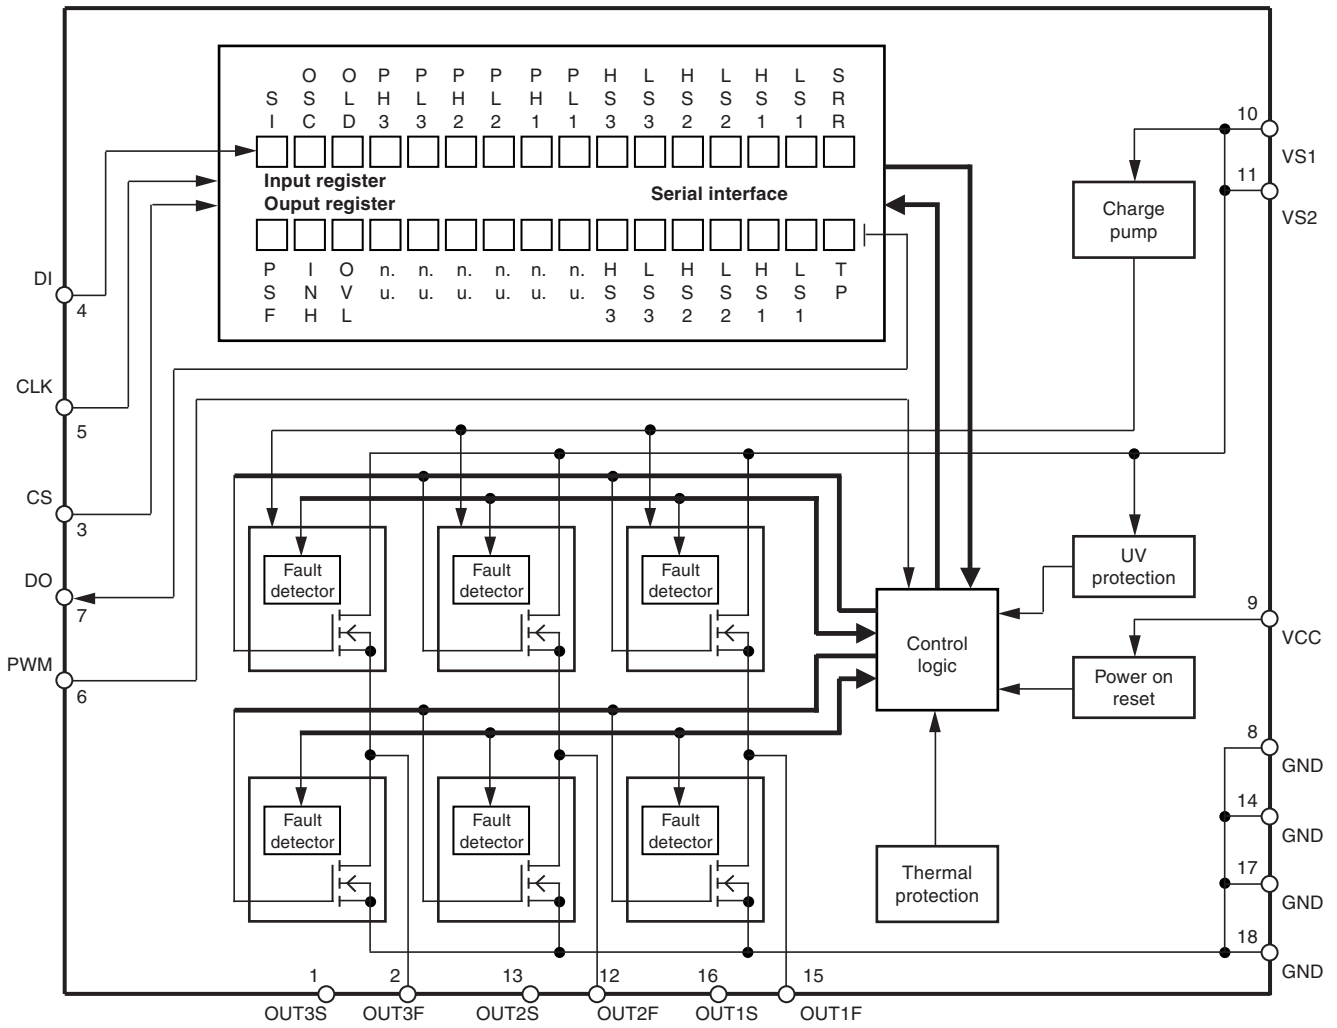 O O P P P P P P H L H L H L S
S S L H L H L H L S S S S S S R
I C D 3 3 2 2 1 1 3 3 2 2 1 1 R
Input register
Serial interface
Ouput register
P I O n. n. n. n. n. n. H L H L H L T
S N V u. u. u. u. u. u. S S S S S S P
F H L 3 3 2 2 1 1
10
VS1
11
VS2
Charge
pump
DI
4
CLK
5
CS
3
DO
7
PWM
6
Fault
detector
Fault
detector
Fault
detector
UV
protection
Control
logic
9
VCC
Power on
reset
8
GND
14
GND
17
GND
18
GND
Fault
detector
Fault
detector
Fault
detector
Thermal
protection
1
2
13
12
16
15
OUT3S
OUT3F
OUT2S
OUT2F
OUT1S
OUT1F